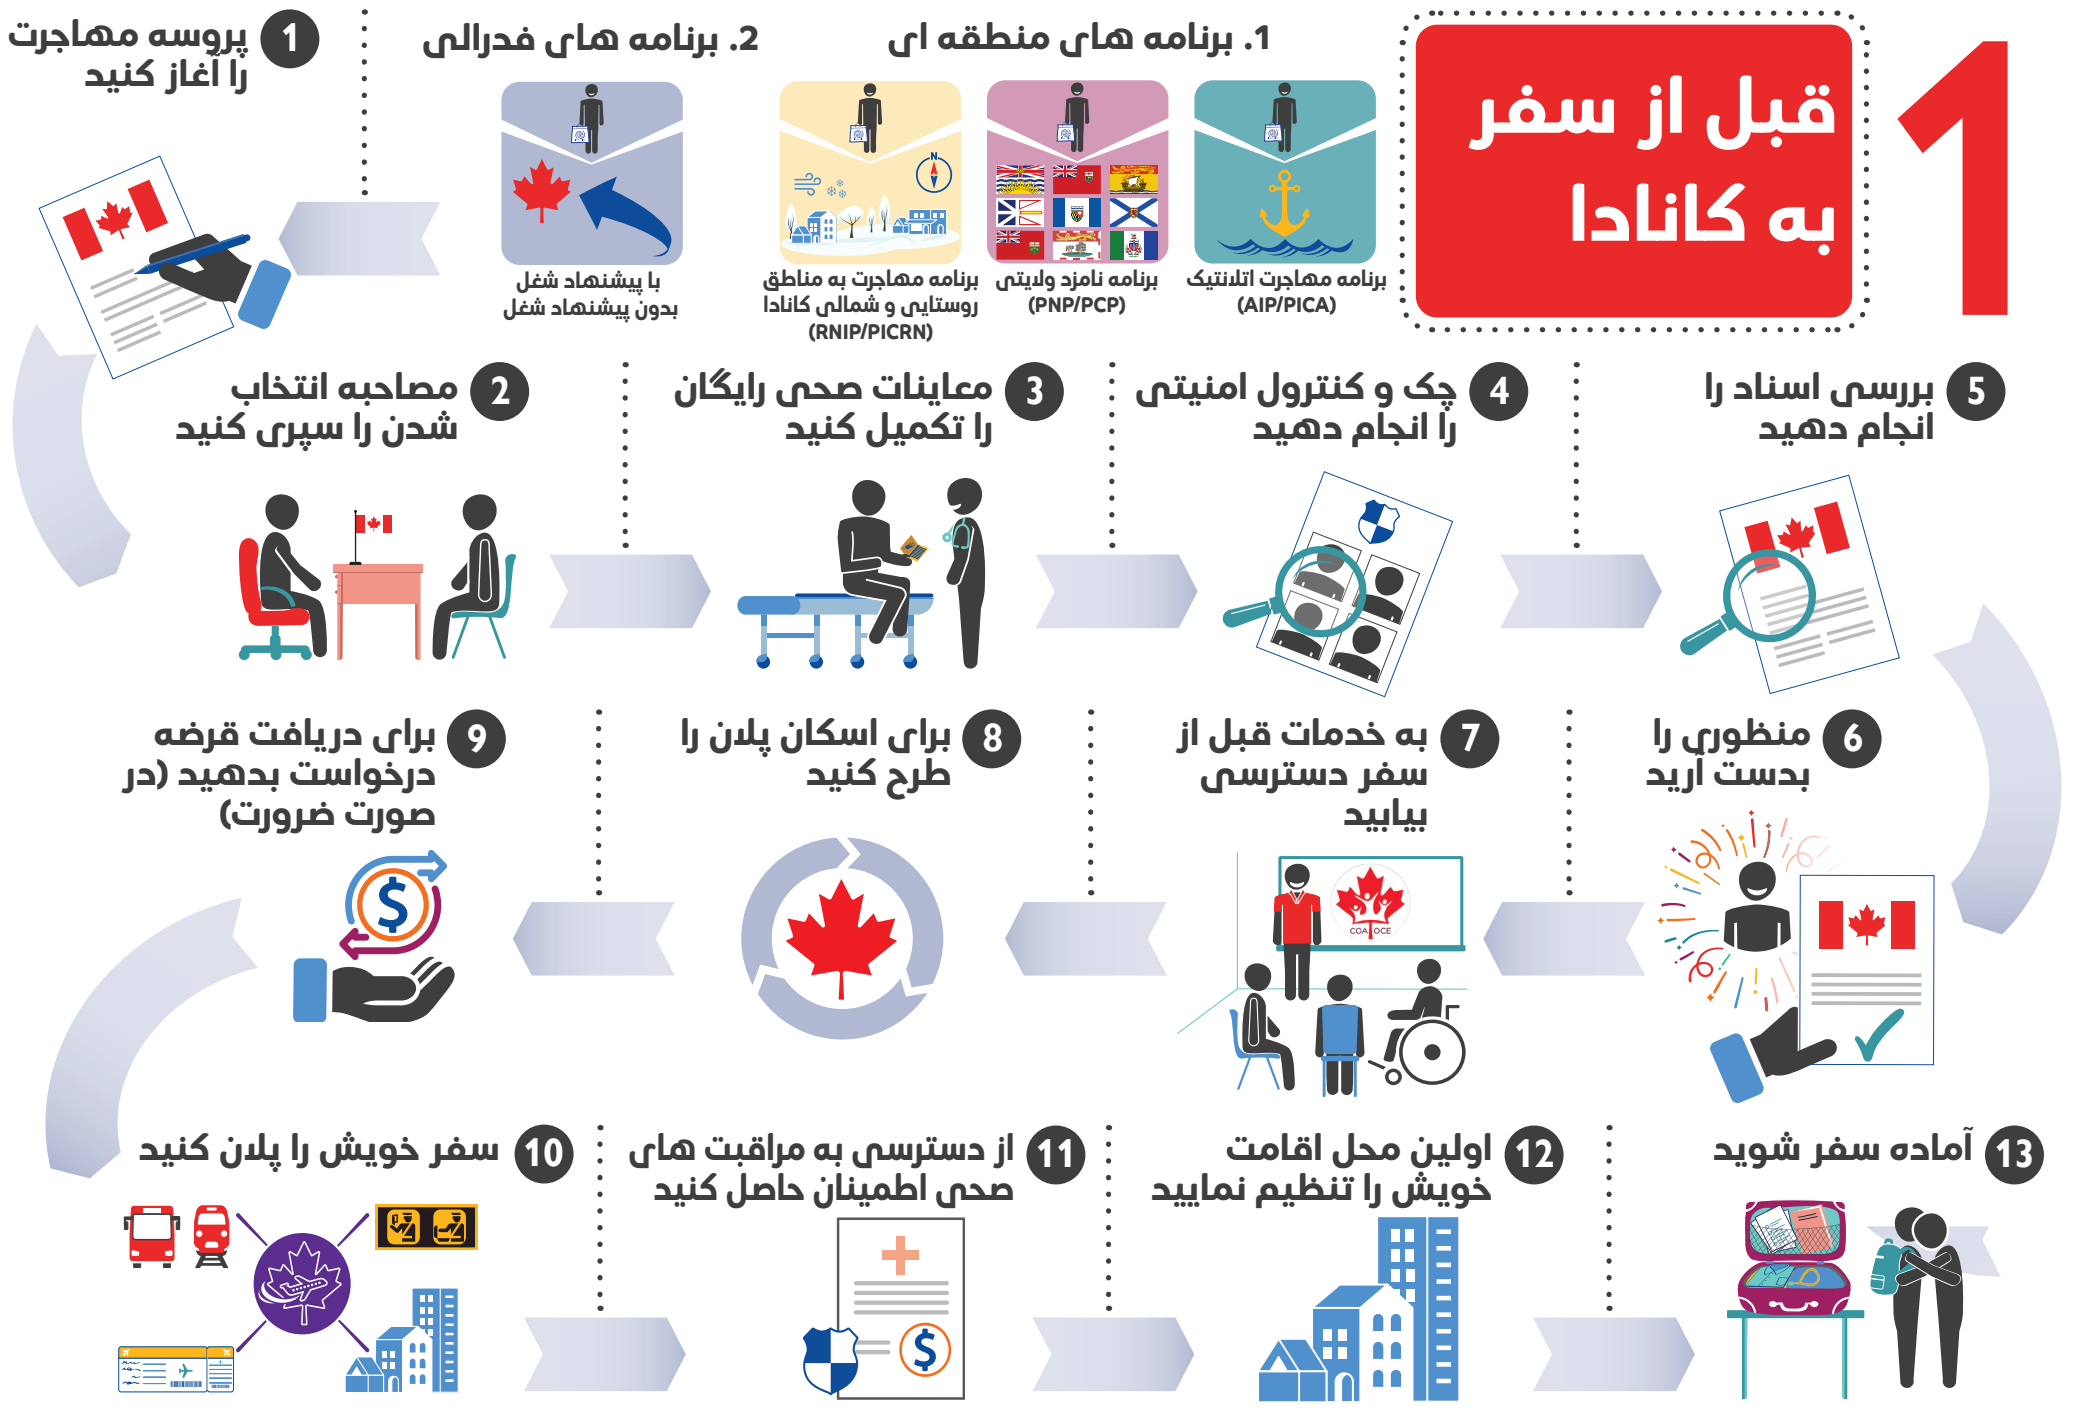 1
قبل از سفر
به کانادا
1. برنامه های منطقه ای
برنامه مهاجرت اتلانتیک
(AIP/PICA)
برنامه نامزد ولایتی
(PNP/PCP)
N
برنامه مهاجرت به مناطق
روستایی و شمالی کانادا
(RNIP/PICRN)
2. برنامه های فدرالی
با پیشنهاد شغل
بدون پیشنهاد شغل
1 پروسه مهاجرت
را آغاز کنید
2 مصاحبه انتخاب
شدن را سپری کنید
3 معاینات صحی رایگان
را تکمیل کنید
4 چک و کنترول امنیتی
را انجام دهید
5 بررسی اسناد را
انجام دهید
6 منظوری را
بدست آرید
7 به خدمات قبل از
سفر دسترسی
بیابید
COA OCE
8 برای اسکان پلان را
طرح کنید
9 برای دریافت قرضه
درخواست بدهید (در
صورت ضرورت)
$
10 سفر خویش را پلان کنید
11 از دسترسی به مراقبت های
صحی اطمینان حاصل کنید
$
12 اولین محل اقامت
خویش را تنظیم نمایید
13 آماده سفر شوید